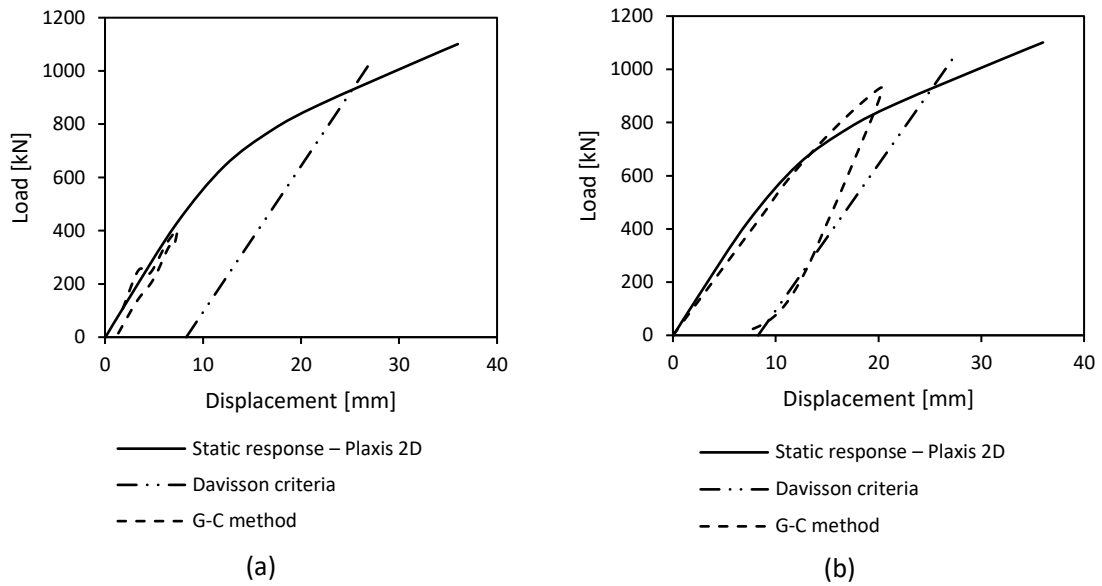 1200
1000
800
600
400
200
0
Load [kN]
0 10 20 30 40
Displacement [mm]
Static response – Plaxis 2D
Davisson criteria
G-C method
(a)
1200
1000
800
600
400
200
0
Load [kN]
0 10 20 30 40
Displacement [mm]
Static response – Plaxis 2D
Davisson criteria
G-C method
(b)